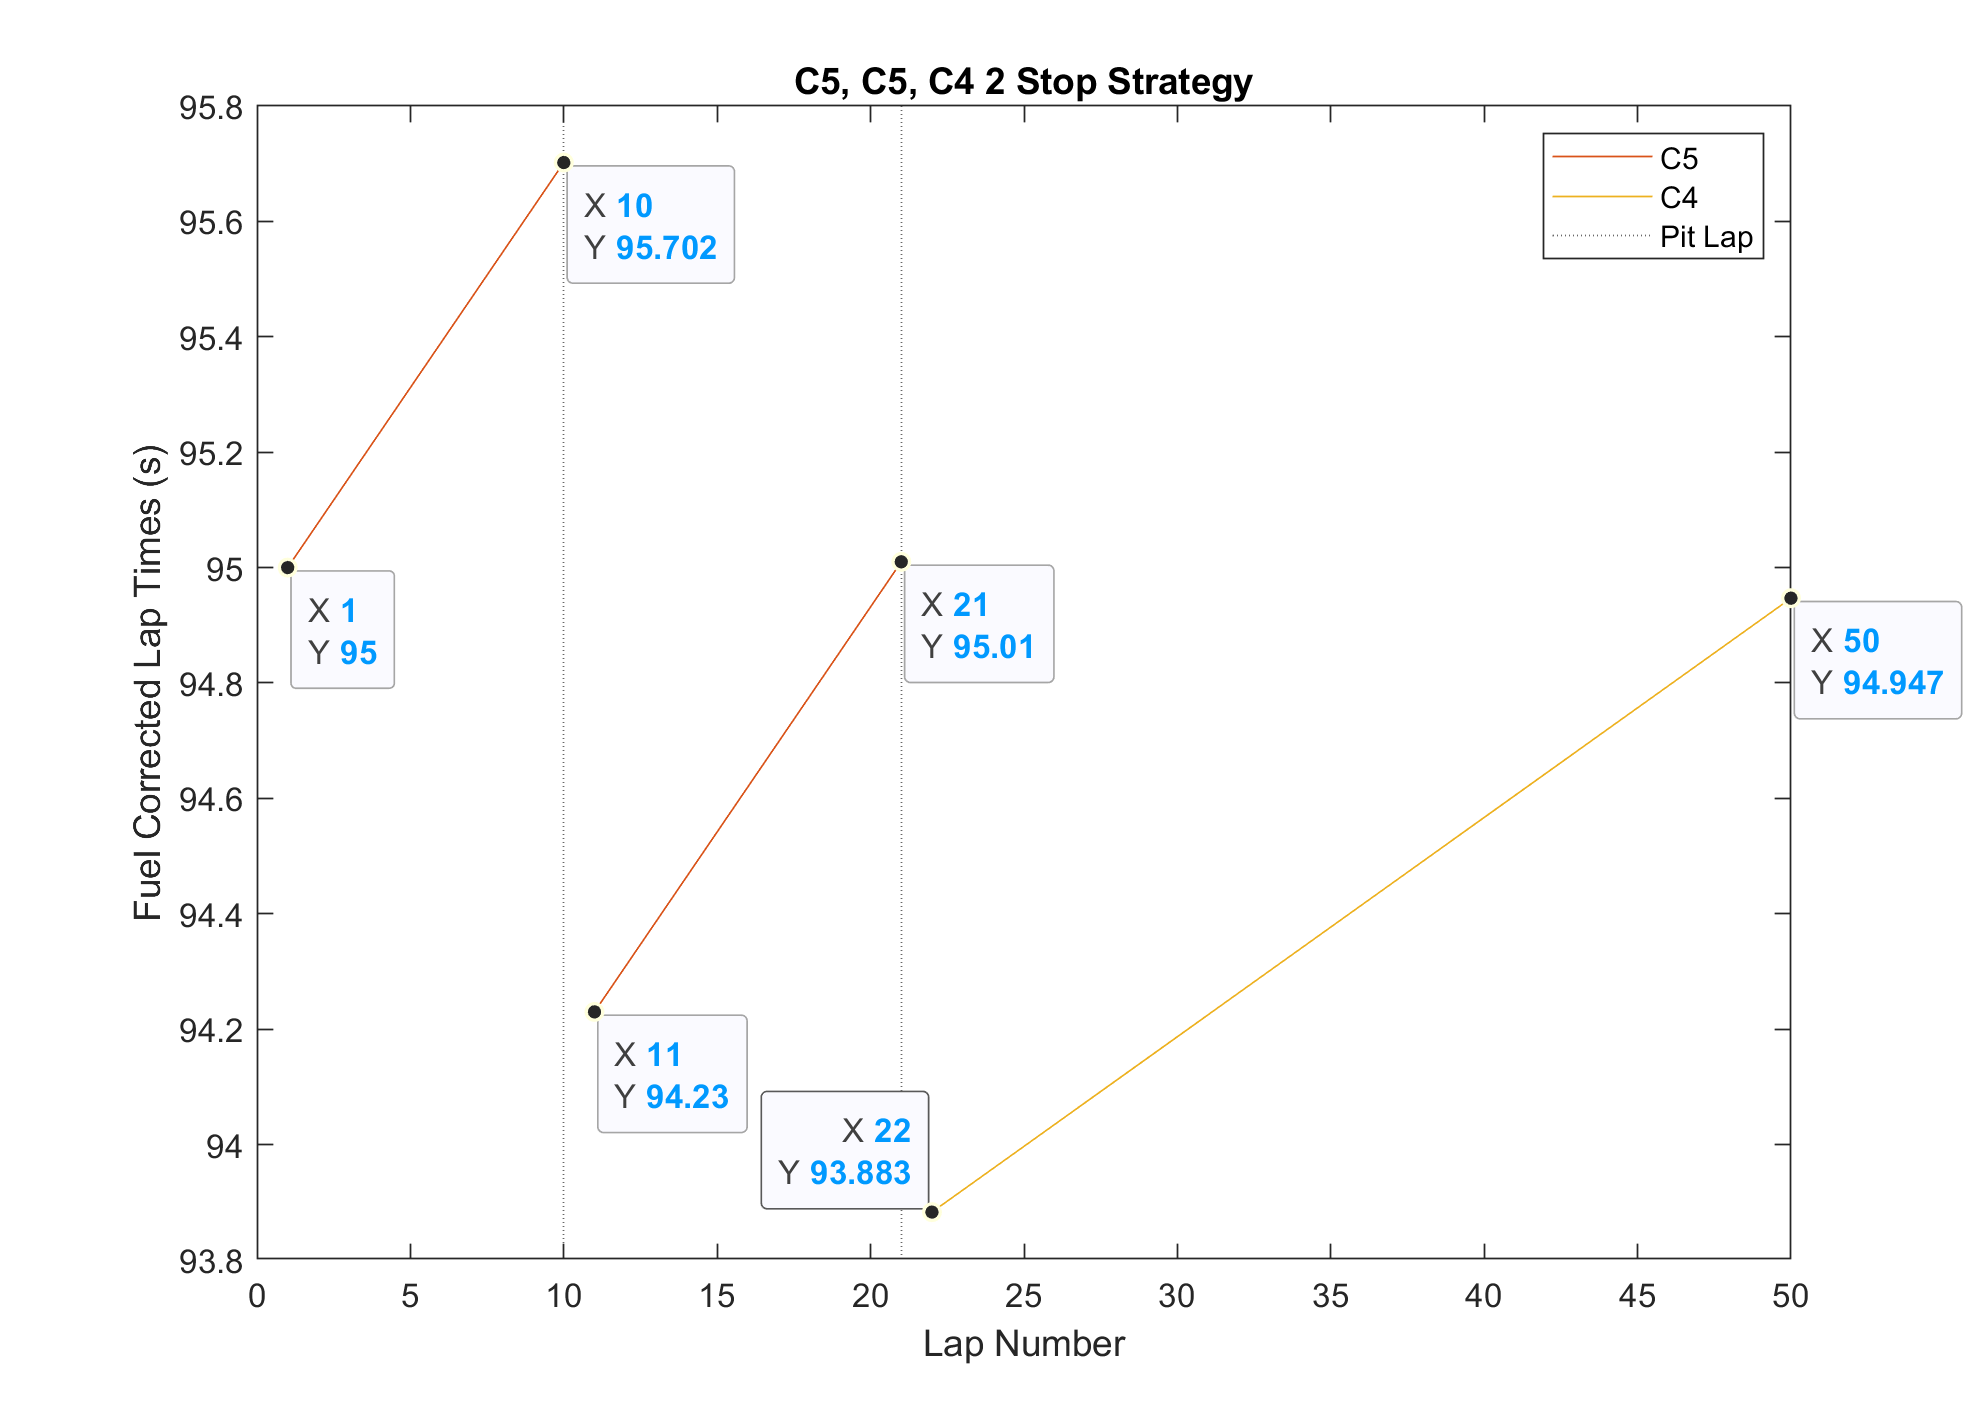 C5, C5, C4 2 Stop Strategy
95.8
95.6
95.4
95.2
95
94.8
94.6
94.4
94.2
94
93.8
Fuel Corrected Lap Times (s)
C5
C4
Pit Lap
X 10
Y 95.702
X 1
Y 95
X 21
Y 95.01
X 50
Y 94.947
X 11
Y 94.23
X 22
Y 93.883
0 5 10 15 20 25 30 35 40 45 50
Lap Number